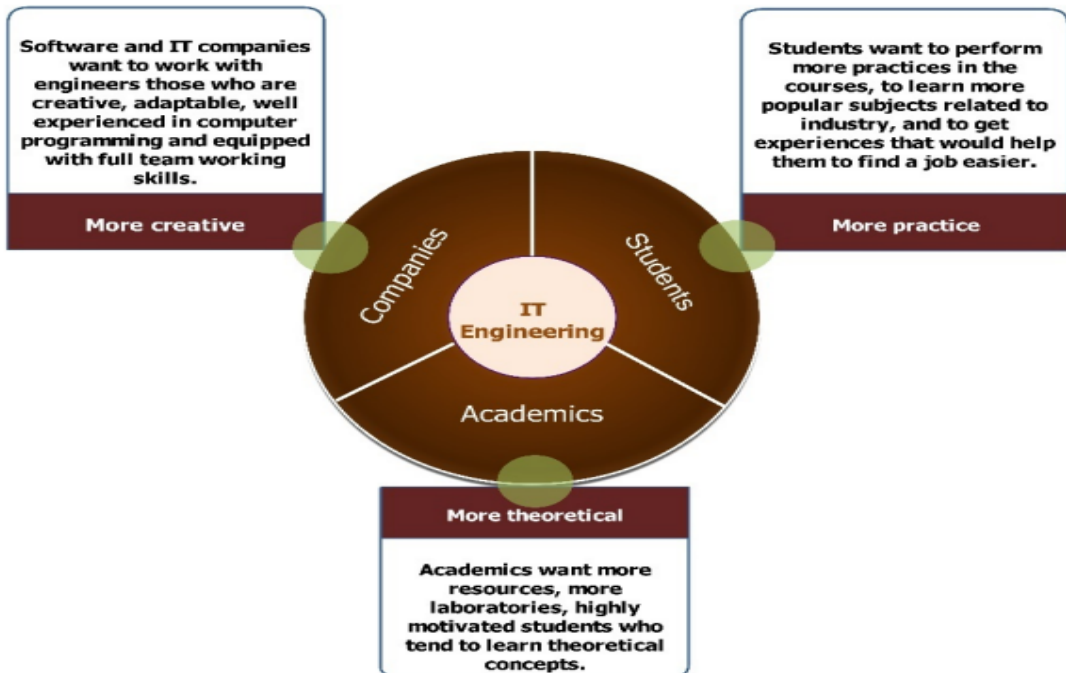 Software and IT companies
want to work with
engineers those who are
creative, adaptable, well
experienced in computer
programming and equipped
with full team working
skills.
More creative
Students want to perform
more practices in the
courses, to learn more
popular subjects related to
industry, and to get
experiences that would help
them to find a job easier.
More practice
Companies
Students
IT
Engineering
Academics
More theoretical
Academics want more
resources, more
laboratories, highly
motivated students who
tend to learn theoretical
concepts.